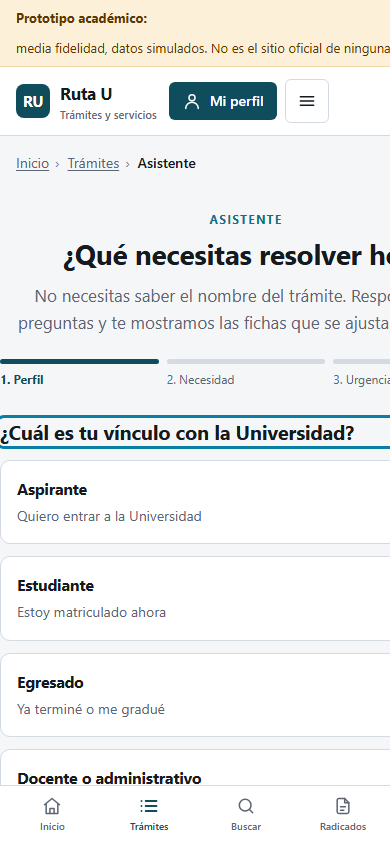 Prototipo académico:
media fidelidad, datos simulados. No es el sitio oficial de ninguna
RU
Ruta U
Trámites y servicios
Mi perfil
Inicio › Trámites › Asistente
ASISTENTE
¿Qué necesitas resolver
No necesitas saber el nombre del trámite.
preguntas y te mostramos las fichas que se
1. Perfil
2. Necesidad
3.
¿Cuál es tu vínculo con la Universidad?
Aspirante
Quiero entrar a la Universidad
Estudiante
Estoy matriculado ahora
Egresado
Ya terminé o me gradué
Docente o administrativo
Inicio
Trámites
Buscar
Radicados